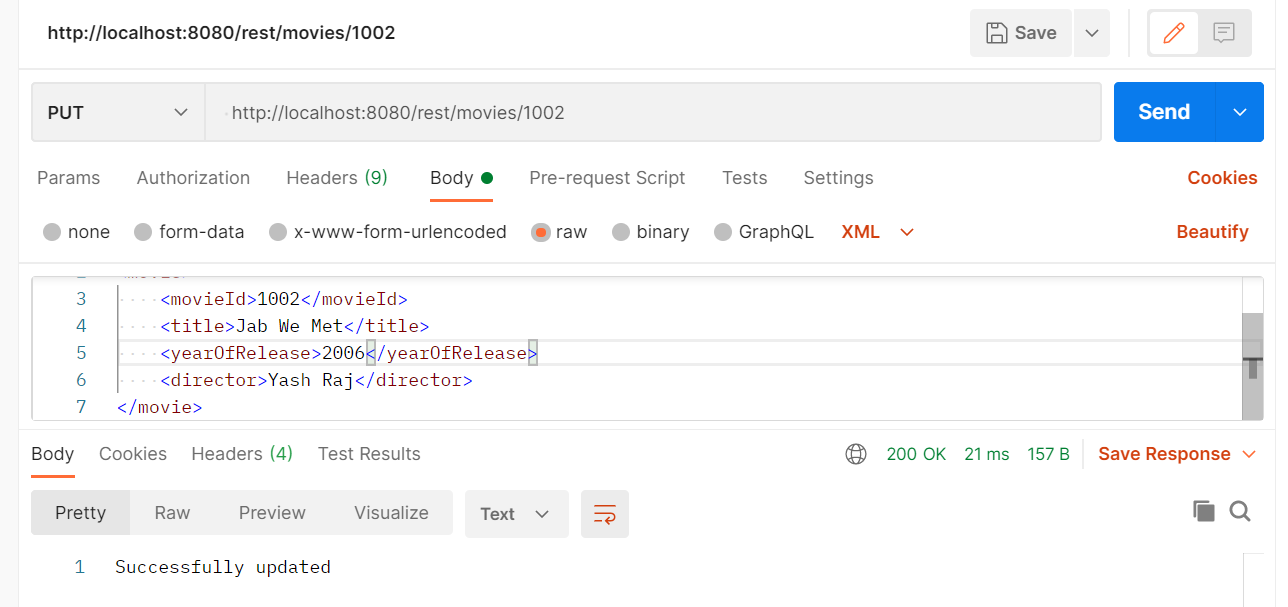 http://localhost:8080/rest/movies/1002
Save
PUT
http://localhost:8080/rest/movies/1002
Send
Params Authorization Headers (9) Body Pre-request Script Tests Settings Cookies
none form-data x-www-form-urlencoded raw binary GraphQL XML Beautify
3 <movieId>1002</movieId>
4 <title>Jab We Met</title>
5 <yearOfRelease>2006</yearOfRelease>
6 <director>Yash Raj</director>
7 </movie>
Body Cookies Headers (4) Test Results 200 OK 21 ms 157 B Save Response
Pretty Raw Preview Visualize Text
1 Successfully updated